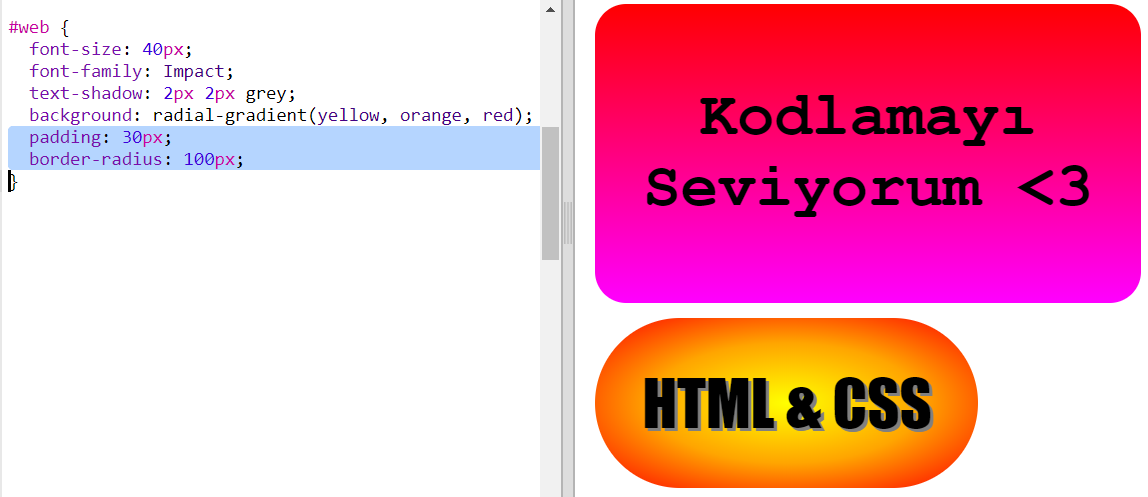 #web {
font-size: 40px;
font-family: Impact;
text-shadow: 2px 2px grey;
background: radial-gradient(yellow, orange, red);
padding: 30px;
border-radius: 100px;
}
Kodlamayı
Seviyorum <3
HTML & CSS